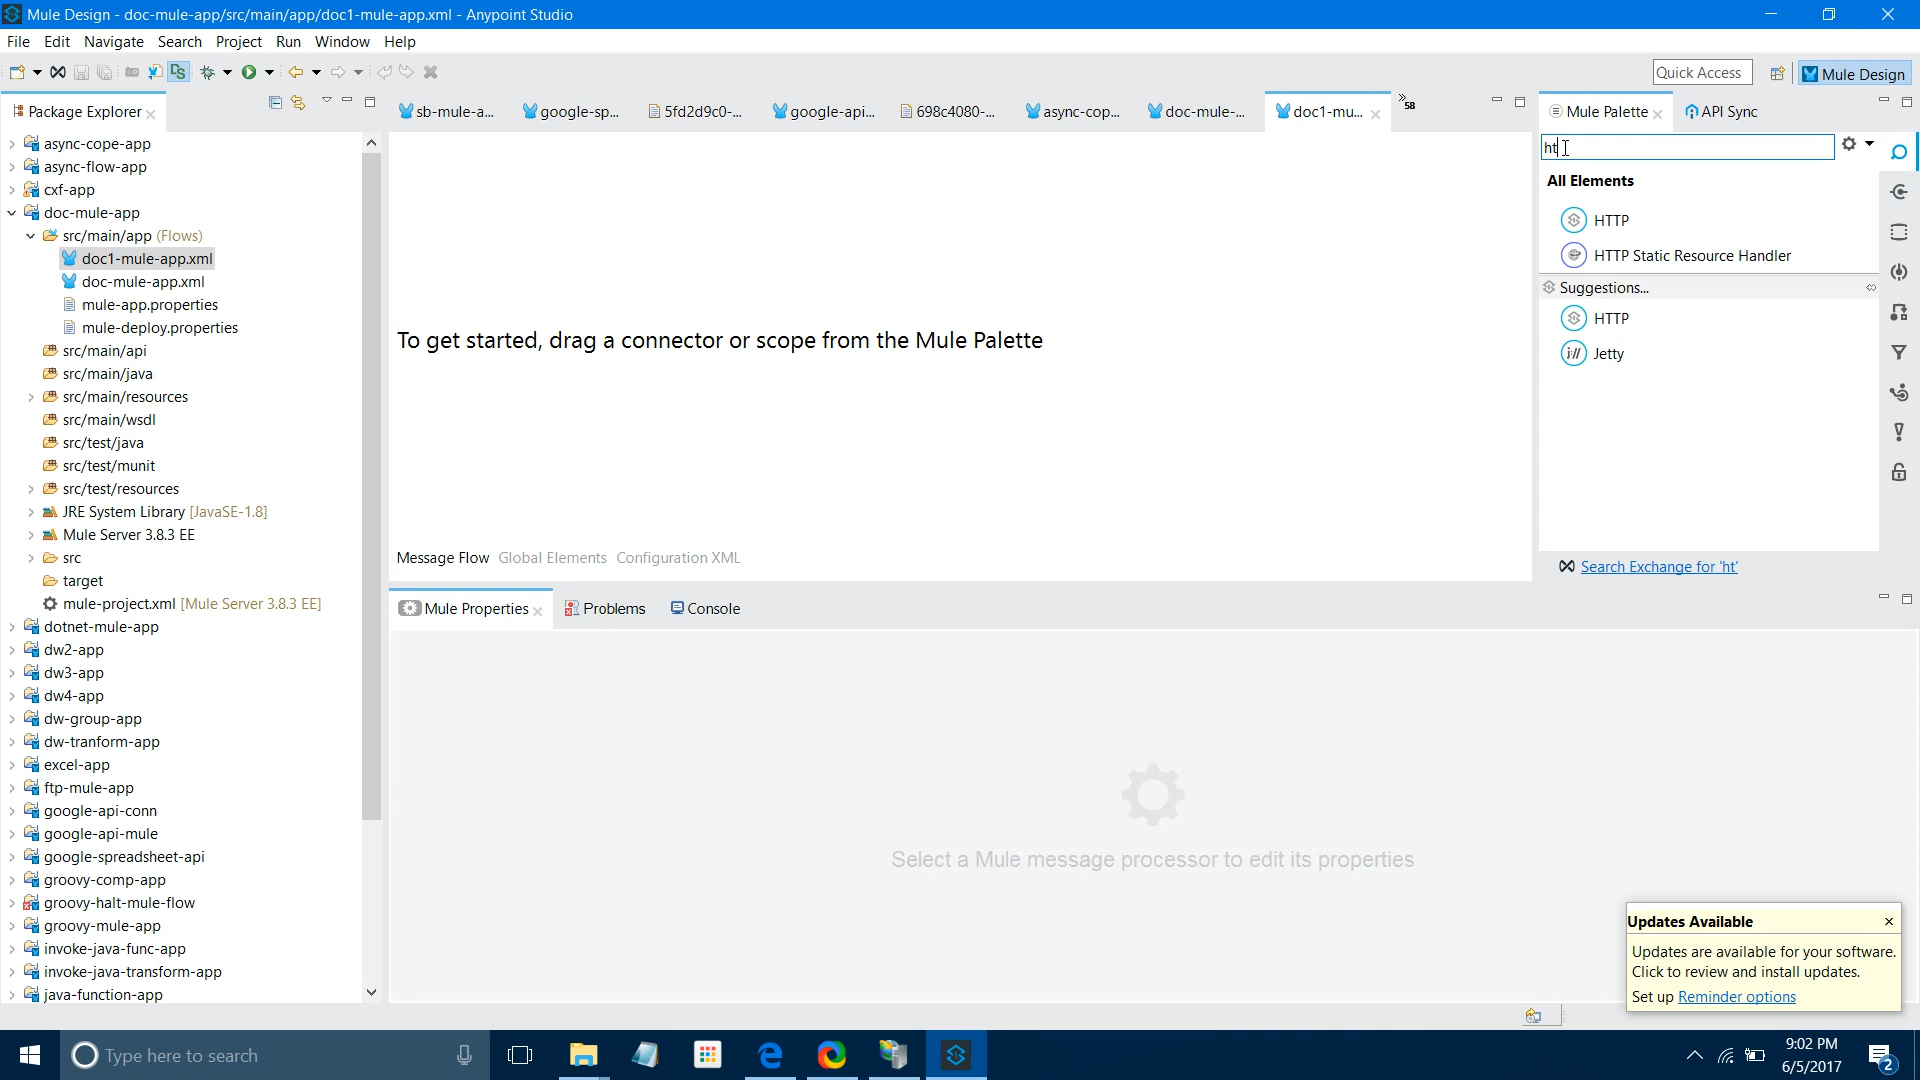 Mule Design - doc-mule-app/src/main/app/doc1-mule-app.xml - Anypoint Studio
File Edit Navigate Search Project Run Window Help
Quick Access
Mule Design
Package Explorer
async-cope-app
async-flow-app
cxf-app
doc-mule-app
src/main/app (Flows)
doc1-mule-app.xml
doc-mule-app.xml
mule-app.properties
mule-deploy.properties
src/main/api
src/main/java
src/main/resources
src/main/wsdl
src/test/java
src/test/munit
src/test/resources
JRE System Library [JavaSE-1.8]
Mule Server 3.8.3 EE
src
target
mule-project.xml [Mule Server 3.8.3 EE]
dotnet-mule-app
dw2-app
dw3-app
dw4-app
dw-group-app
dw-tranform-app
excel-app
ftp-mule-app
google-api-conn
google-api-mule
google-spreadsheet-api
groovy-comp-app
groovy-halt-mule-flow
groovy-mule-app
invoke-java-func-app
invoke-java-transform-app
java-function-app
sb-mule-a... google-sp... 5fd2d9c0-... google-api... 698c4080-... async-cop... doc-mule-... doc1-mu... »58
To get started, drag a connector or scope from the Mule Palette
Message Flow Global Elements Configuration XML
Mule Properties Problems Console
Select a Mule message processor to edit its properties
Mule Palette API Sync
ht
All Elements
HTTP
HTTP Static Resource Handler
Suggestions...
HTTP
Jetty
Search Exchange for 'ht'
Updates Available
Updates are available for your software.
Click to review and install updates.
Set up Reminder options
Type here to search
9:02 PM
6/5/2017
2